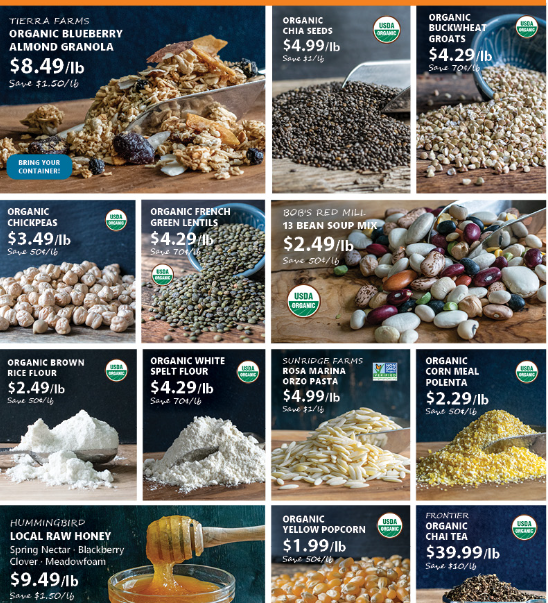 TIERRA FARMS
ORGANIC BLUEBERRY
ALMOND GRANOLA
$8.49/lb
Save $1.50/lb
BRING YOUR
CONTAINER!
ORGANIC
CHIA SEEDS
$4.99/lb
Save $1/lb
USDA
ORGANIC
ORGANIC
BUCKWHEAT
GROATS
$4.29/lb
Save 70¢/lb
USDA
ORGANIC
ORGANIC
CHICKPEAS
$3.49/lb
Save 50¢/lb
USDA
ORGANIC
ORGANIC FRENCH
GREEN LENTILS
$4.29/lb
Save 70¢/lb
USDA
ORGANIC
BOB'S RED MILL
13 BEAN SOUP MIX
$2.49/lb
Save 50¢/lb
USDA
ORGANIC
ORGANIC BROWN
RICE FLOUR
$2.49/lb
Save 50¢/lb
USDA
ORGANIC
ORGANIC WHITE
SPELT FLOUR
$4.29/lb
Save 70¢/lb
USDA
ORGANIC
SUNRIDGE FARMS
ROSA MARINA
ORZO PASTA
$4.99/lb
Save $1/lb
ORGANIC
CORN MEAL
POLENTA
$2.29/lb
Save 50¢/lb
USDA
ORGANIC
HUMMINGBIRD
LOCAL RAW HONEY
Spring Nectar · Blackberry
Clover · Meadowfoam
$9.49/lb
Save $1.50/lb
ORGANIC
YELLOW POPCORN
$1.99/lb
Save 50¢/lb
USDA
ORGANIC
FRONTIER
ORGANIC
CHAI TEA
$39.99/lb
Save $10/lb
USDA
ORGANIC